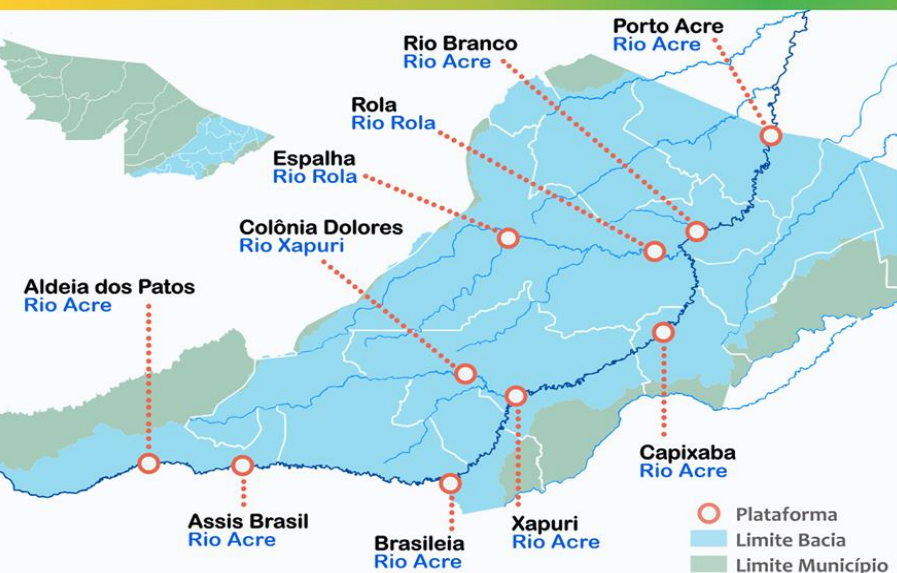 Porto Acre
Rio Acre
Rio Branco
Rio Acre
Rola
Rio Rola
Espalha
Rio Rola
Colônia Dolores
Rio Xapuri
Aldeia dos Patos
Rio Acre
Capixaba
Rio Acre
Assis Brasil
Rio Acre
Brasileia
Rio Acre
Xapuri
Rio Acre
Plataforma
Limite Bacia
Limite Município